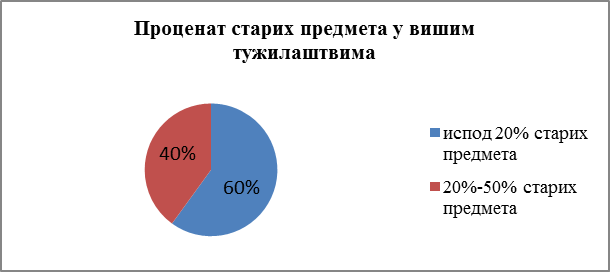 Проценат старих предмета у вишим
тужилаштвима
40%
60%
испод 20% старих
предмета
20%-50% старих
предмета